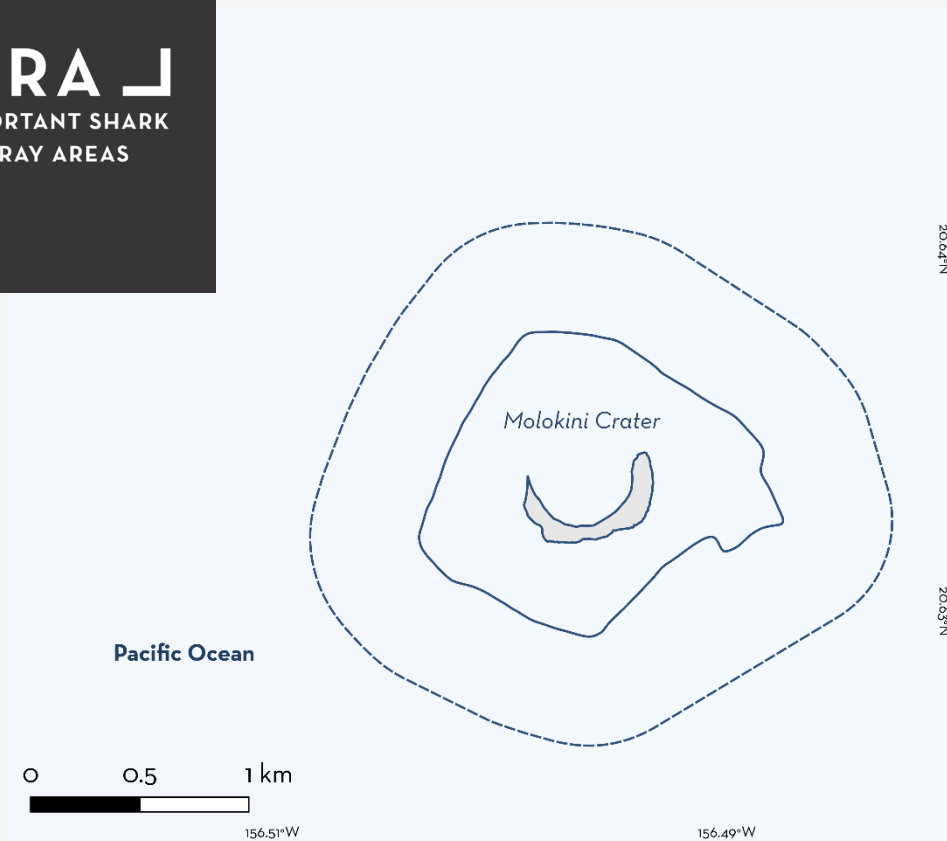 RA
ORTANT SHARK
RAY AREAS
20.64°N
Molokini Crater
20.63°N
Pacific Ocean
0 0.5 1 km
156.51°W 156.49°W